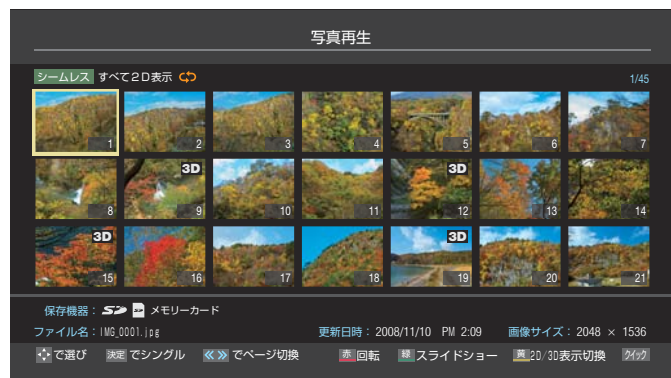 写真再生
シームレス すべて2D表示 1/45
1 2 3 4 5 6 7
3D 3D
8 9 10 11 12 13 14
3D 3D
15 16 17 18 19 20 21
保存機器： SD メモリーカード
ファイル名：IMG_0001.jpg 更新日時： 2008/11/10 PM 2:09 画像サイズ： 2048 × 1536
で選び 決定 でシングル でページ切換 赤 回転 緑 スライドショー 黄 2D/3D表示切換 クイック